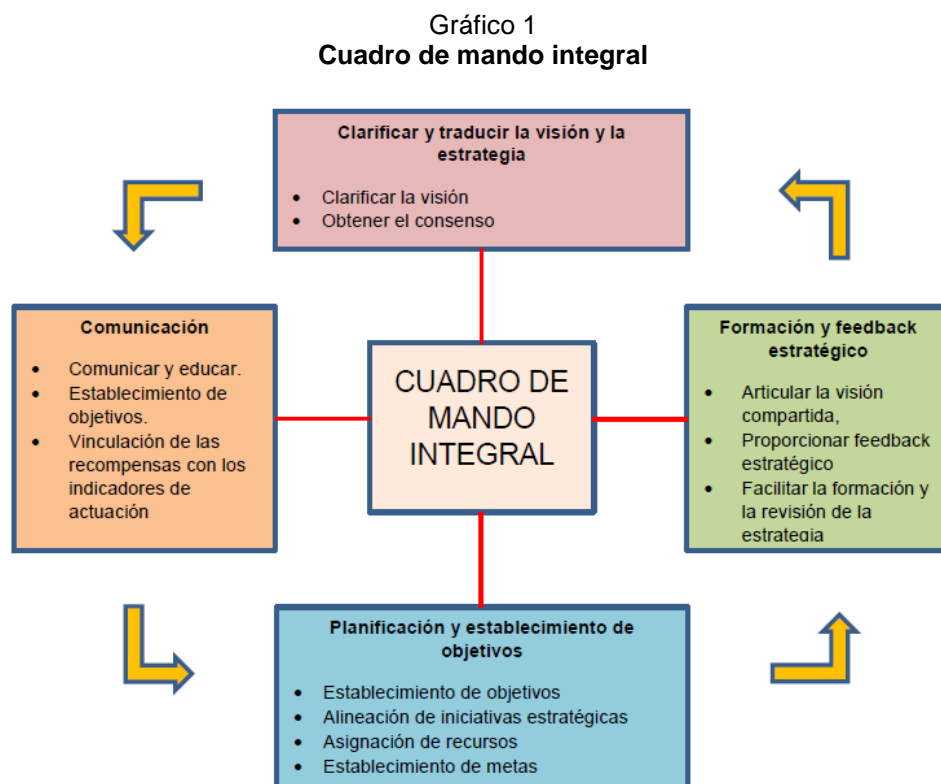 Gráfico 1
Cuadro de mando integral
Clarificar y traducir la visión y la
estrategia
• Clarificar la visión
• Obtener el consenso
Comunicación
• Comunicar y educar.
• Establecimiento de
objetivos.
• Vinculación de las
recompensas con los
indicadores de
actuación
CUADRO DE
MANDO
INTEGRAL
Formación y feedback
estratégico
• Articular la visión
compartida,
• Proporcionar feedback
estratégico
• Facilitar la formación y
la revisión de la
estrategia
Planificación y establecimiento de
objetivos
• Establecimiento de objetivos
• Alineación de iniciativas estratégicas
• Asignación de recursos
• Establecimiento de metas